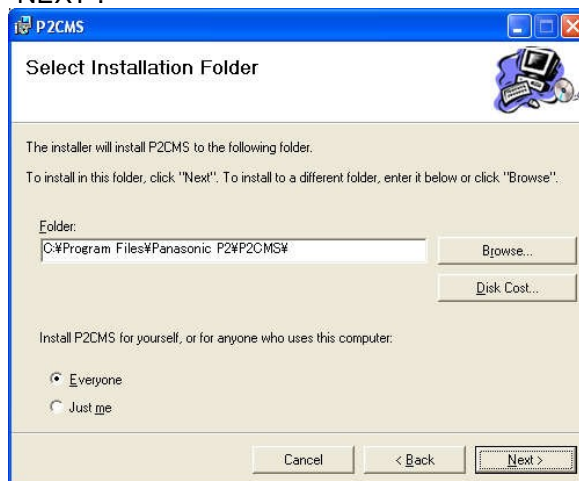 NEXT".
P2CMS
Select Installation Folder
The installer will install P2CMS to the following folder.
To install in this folder, click "Next". To install to a different folder, enter it below or click "Browse".
Folder:
C:¥Program Files¥Panasonic P2¥P2CMS¥
Browse...
Disk Cost...
Install P2CMS for yourself, or for anyone who uses this computer:
Everyone
Just me
Cancel
< Back
Next >